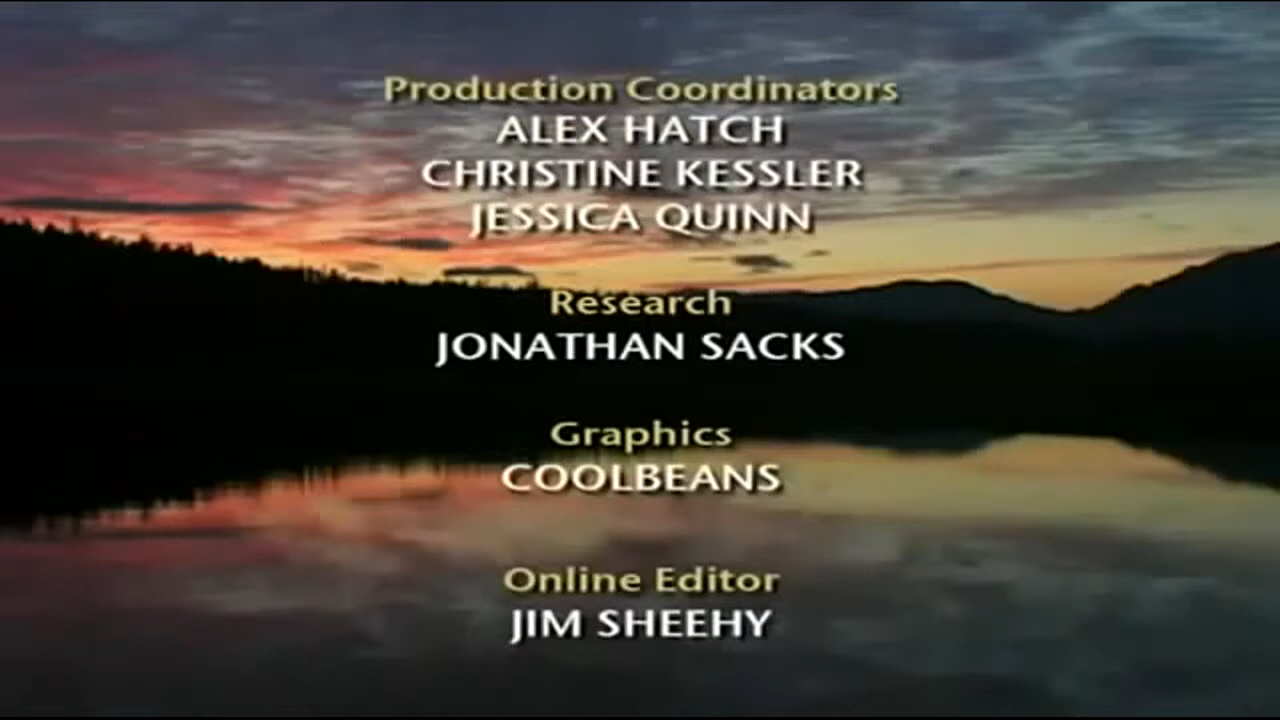 Production Coordinators
ALEX HATCH
CHRISTINE KESSLER
JESSICA QUINN
Research
JONATHAN SACKS
Graphics
COOLBEANS
Online Editor
JIM SHEEHY